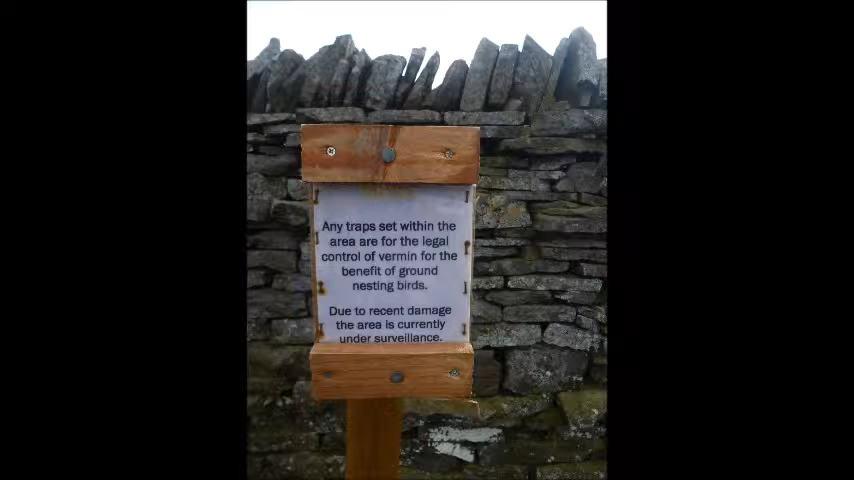 Any traps set within the
area are for the legal
control of vermin for the
benefit of ground
nesting birds.
Due to recent damage
the area is currently
under surveillance.